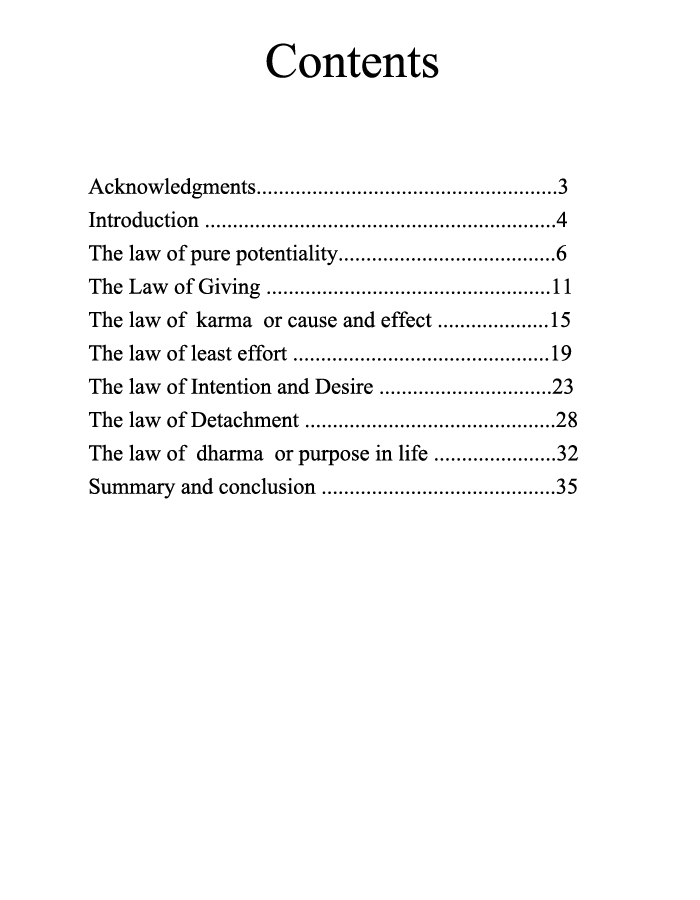 Contents
Acknowledgments......................................................3
Introduction ...............................................................4
The law of pure potentiality.......................................6
The Law of Giving ...................................................11
The law of  karma  or cause and effect ....................15
The law of least effort ..............................................19
The law of Intention and Desire ...............................23
The law of Detachment .............................................28
The law of  dharma  or purpose in life ......................32
Summary and conclusion ..........................................35